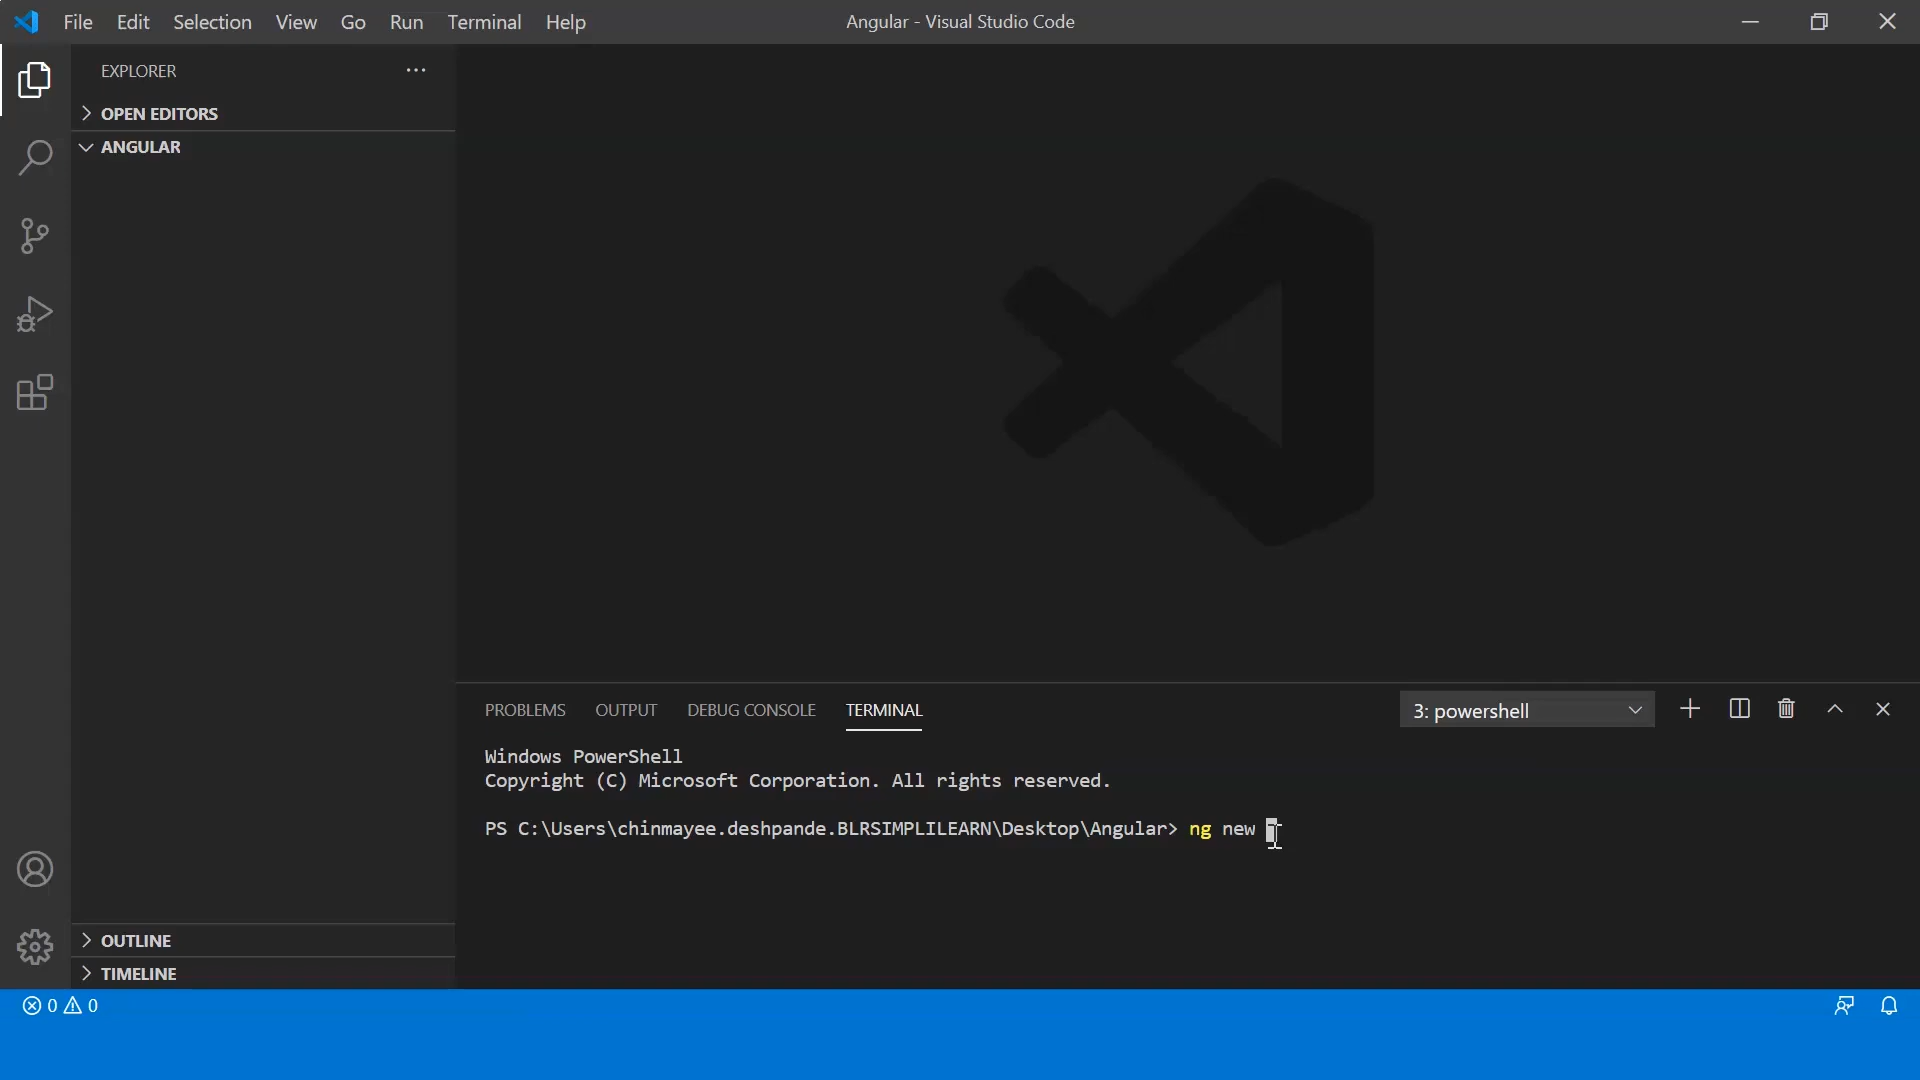 File Edit Selection View Go Run Terminal Help
Angular - Visual Studio Code
EXPLORER
OPEN EDITORS
ANGULAR
OUTLINE
TIMELINE
PROBLEMS OUTPUT DEBUG CONSOLE TERMINAL
3: powershell
Windows PowerShell
Copyright (C) Microsoft Corporation. All rights reserved.
PS C:\Users\chinmayee.deshpande.BLRSIMPLILEARN\Desktop\Angular> ng new
0 0